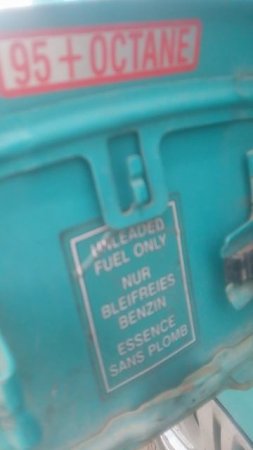 95+OCTANE
UNLEADED
FUEL ONLY
NUR
BLEIFREIES
BENZIN
ESSENCE
SANS PLOMB